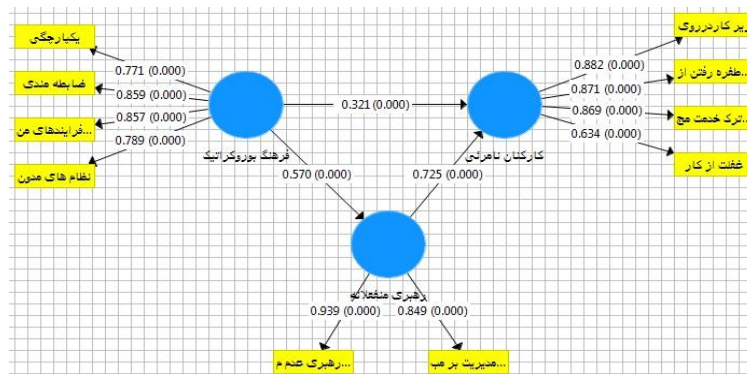 یکپارچگی
ضابطه مندی
فرایندهای من...
نظام های مدون
0.771 (0.000)
0.859 (0.000)
0.857 (0.000)
0.789 (0.000)
فرهنگ بوروکراتیک
0.321 (0.000)
0.570 (0.000)
0.725 (0.000)
کارکنان نامرئی
0.882 (0.000)
0.871 (0.000)
0.869 (0.000)
0.634 (0.000)
زیر کاردرروی
طفره رفتن از...
ترک خدمت مج...
غفلت از کار
رهبری منفعلانه
0.939 (0.000)
0.849 (0.000)
رهبری عدم م...
مدیریت بر مب...